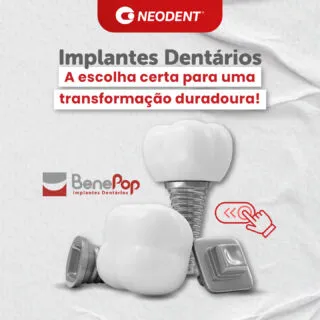 NEODENT
Implantes Dentários
A escolha certa para uma
transformação duradoura!
BenePop
Implantes Dentários